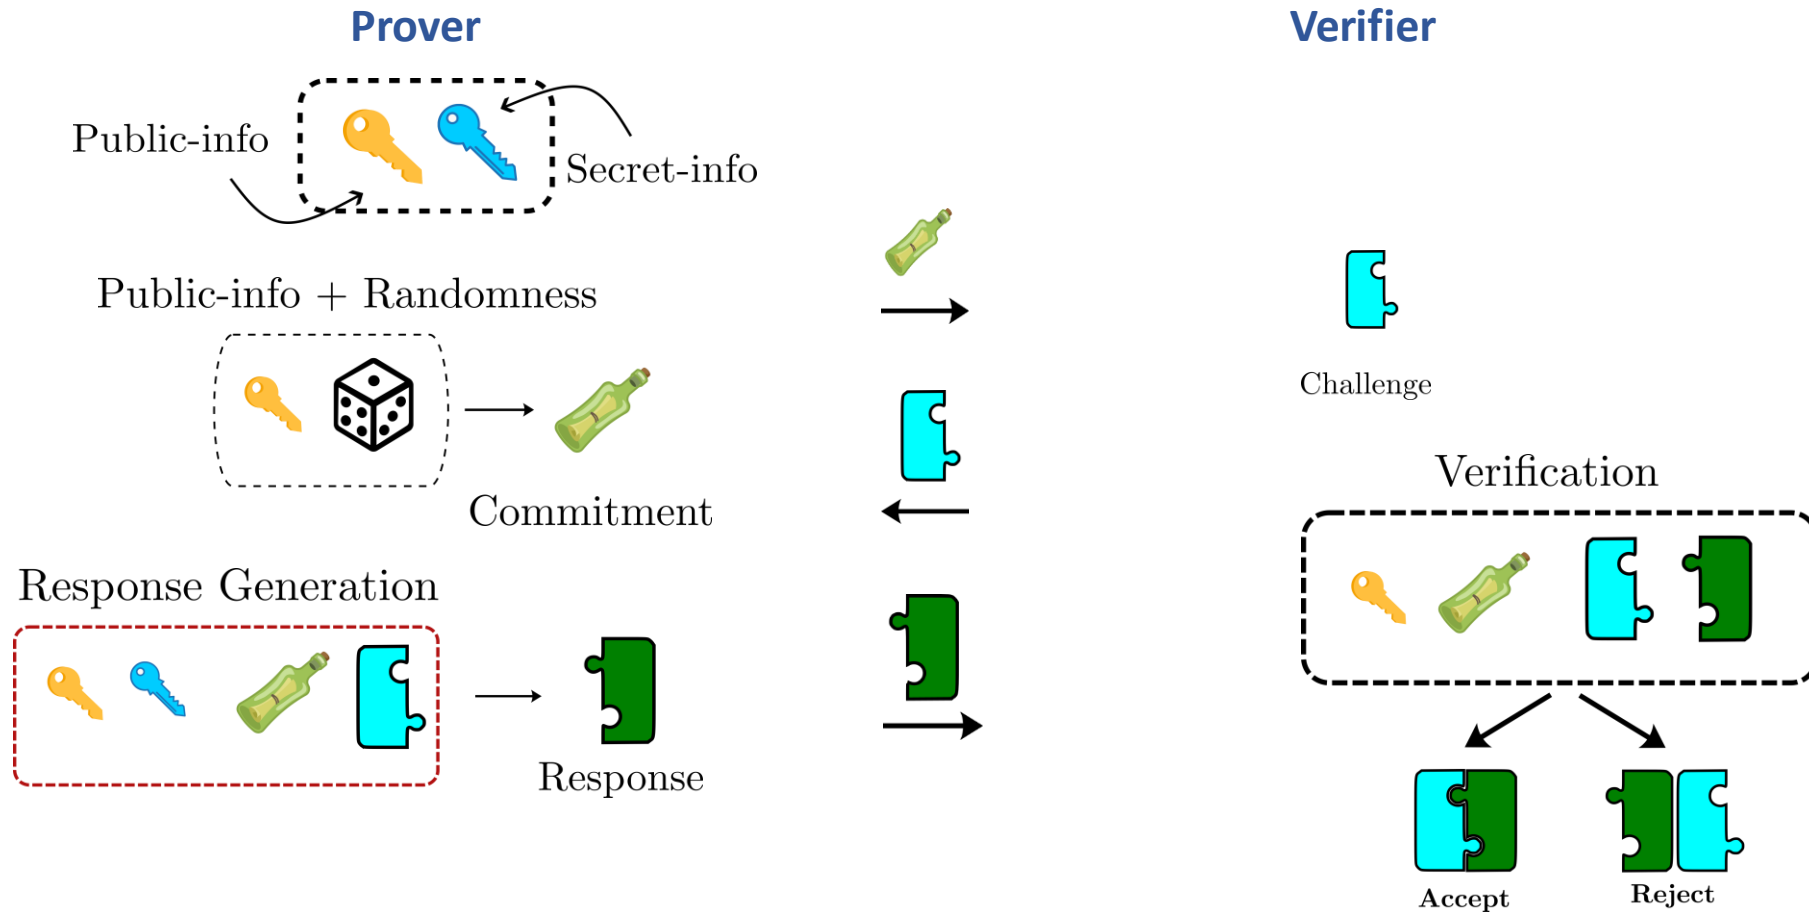 Prover
Verifier
Public-info
Secret-info
Public-info + Randomness
Challenge
Commitment
Verification
Response Generation
Response
Accept
Reject